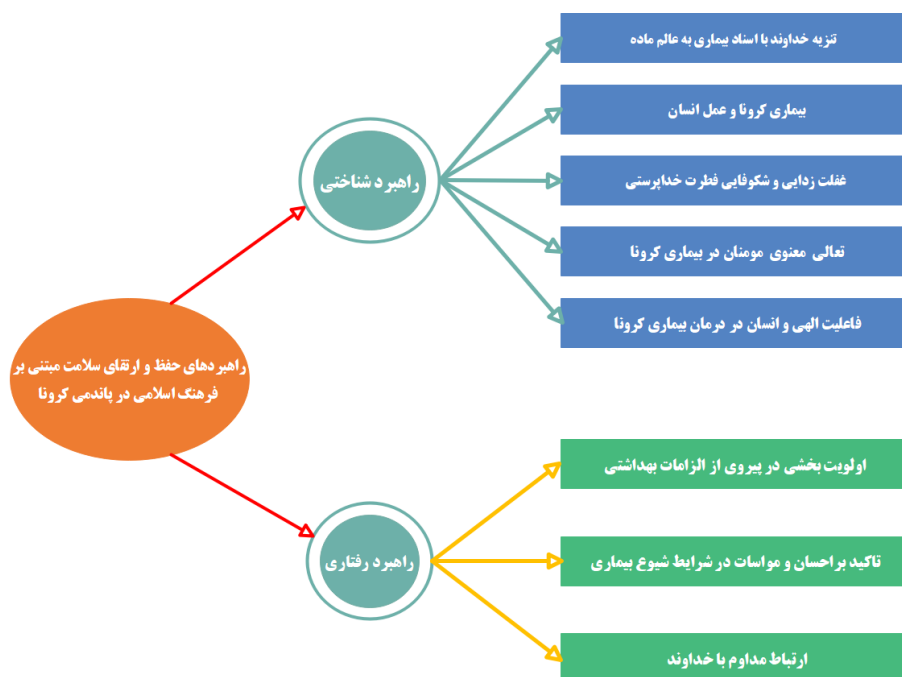 راهبردهای حفظ و ارتقای سلامت مبتنی بر
فرهنگ اسلامی در پاندمی کرونا
راهبرد شناختی
تنزیه خداوند با اسناد بیماری به عالم ماده
بیماری کرونا و عمل انسان
غفلت زدایی و شکوفایی فطرت خداپرستی
تعالی معنوی مومنان در بیماری کرونا
فاعلیت الهی و انسان در درمان بیماری کرونا
راهبرد رفتاری
اولویت بخشی در پیروی از الزامات بهداشتی
تاکید براحسان و مواسات در شرایط شیوع بیماری
ارتباط مداوم با خداوند